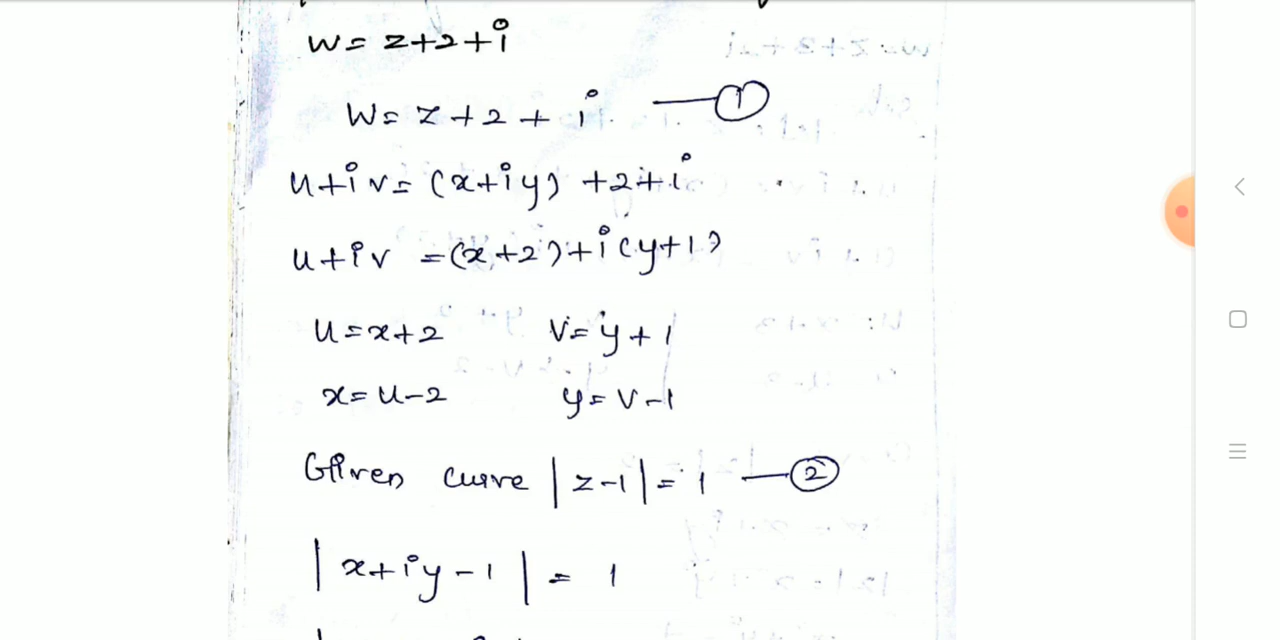 w = z+2+i
w = z + 2 + i —①
u+iv = (x+iy) +2+i
u+iv = (x+2)+i(y+1)
u = x+2 v = y+1
x = u-2 y = v-1
Given curve |z-1| = 1 —②
|x+iy-1| = 1